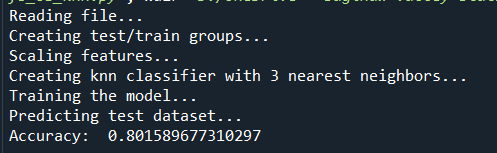 Reading file...
Creating test/train groups...
Scaling features...
Creating knn classifier with 3 nearest neighbors...
Training the model...
Predicting test dataset...
Accuracy:  0.801589677310297